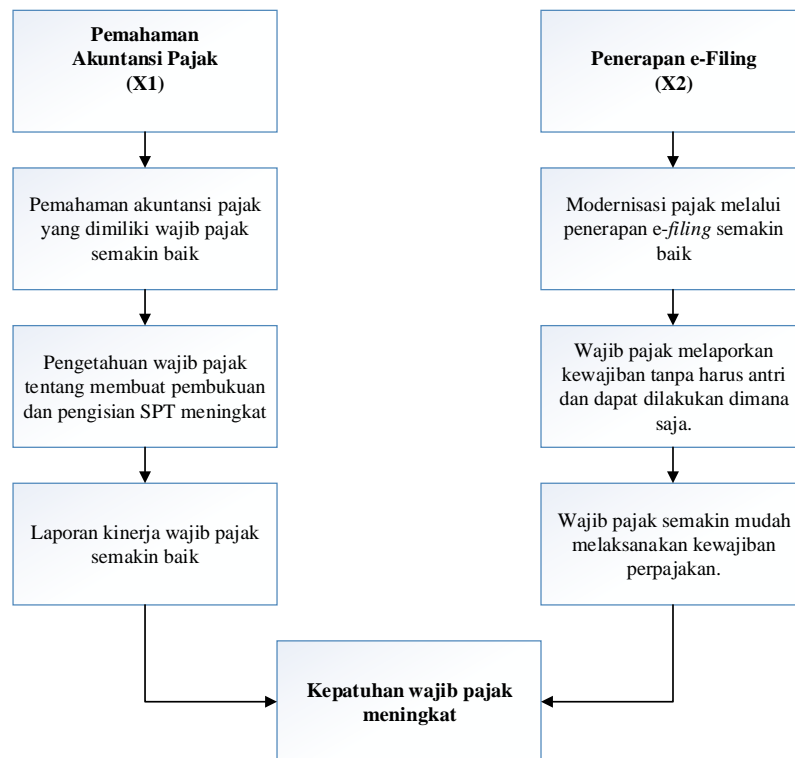 Pemahaman
Akuntansi Pajak
(X1)
Pemahaman akuntansi pajak
yang dimiliki wajib pajak
semakin baik
Pengetahuan wajib pajak
tentang membuat pembukuan
dan pengisian SPT meningkat
Laporan kinerja wajib pajak
semakin baik
Penerapan e-Filing
(X2)
Modernisasi pajak melalui
penerapan e-filing semakin
baik
Wajib pajak melaporkan
kewajiban tanpa harus antri
dan dapat dilakukan dimana
saja.
Wajib pajak semakin mudah
melaksanakan kewajiban
perpajakan.
Kepatuhan wajib pajak
meningkat